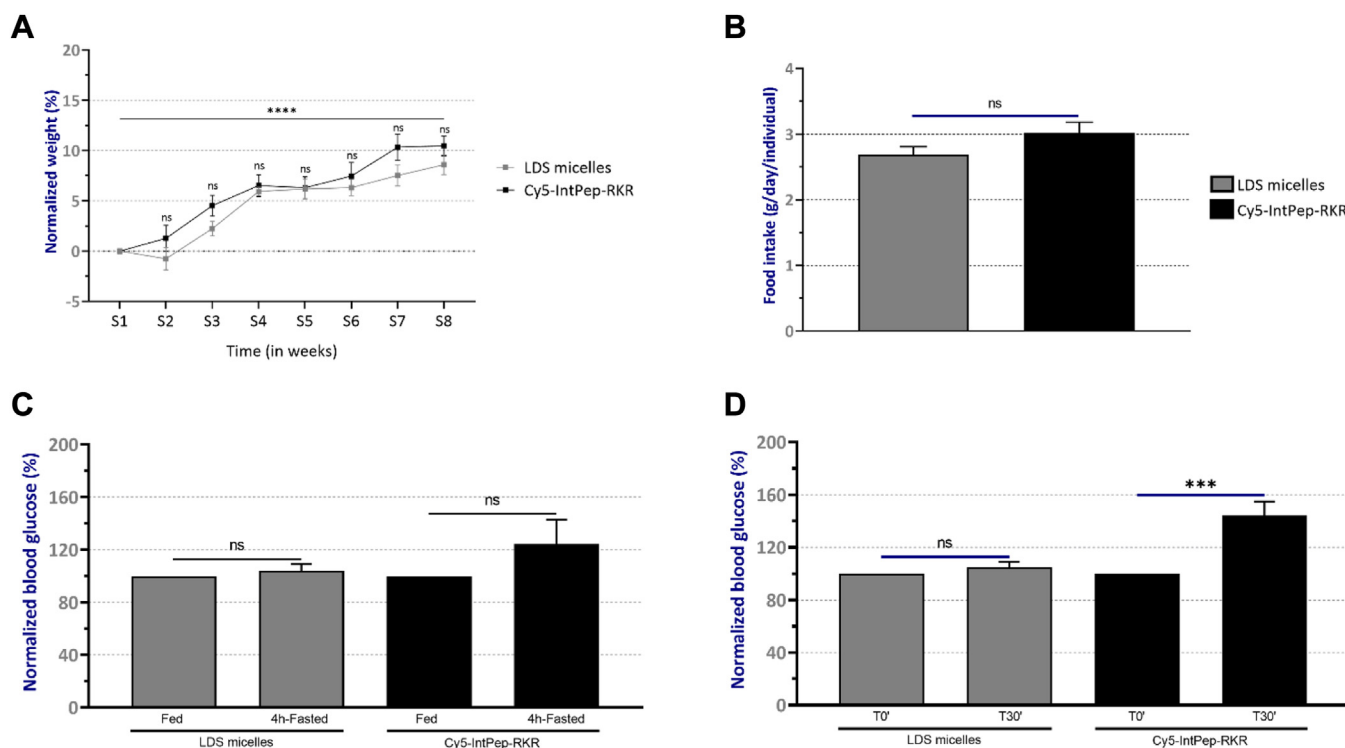 A
Normalized weight (%)
20
15
10
5
0
-5
****
ns
ns
ns
ns
ns
ns
ns
S1 S2 S3 S4 S5 S6 S7 S8
Time (in weeks)
LDS micelles
Cy5-IntPep-RKR
B
Food intake (g/day/individual)
4
3
2
1
0
ns
LDS micelles
Cy5-IntPep-RKR
C
Normalized blood glucose (%)
200
160
120
80
40
0
ns
ns
Fed 4h-Fasted Fed 4h-Fasted
LDS micelles Cy5-IntPep-RKR
D
Normalized blood glucose (%)
200
160
120
80
40
0
ns
***
T0' T30' T0' T30'
LDS micelles Cy5-IntPep-RKR